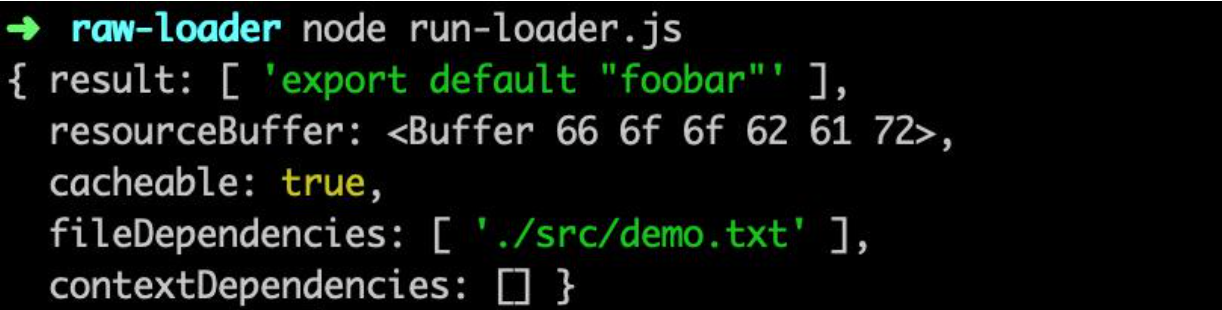 ➜ raw-loader node run-loader.js
{ result: [ 'export default "foobar"' ],
  resourceBuffer: <Buffer 66 6f 6f 62 61 72>,
  cacheable: true,
  fileDependencies: [ './src/demo.txt' ],
  contextDependencies: [] }